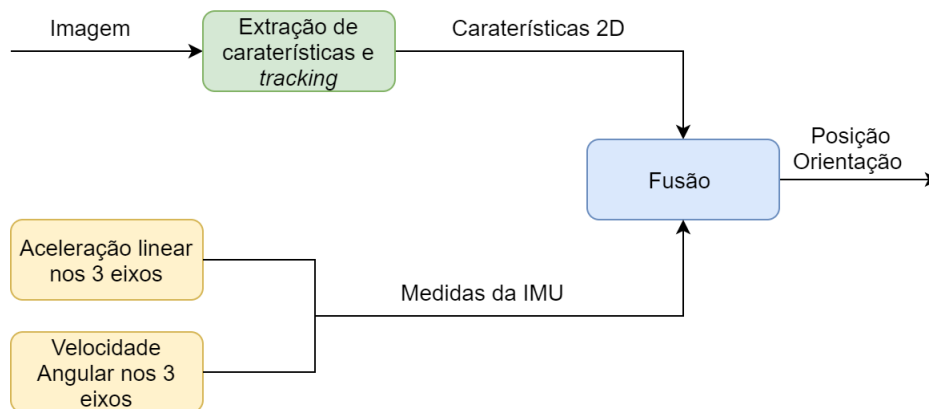 Imagem
Extração de
caraterísticas e
tracking
Caraterísticas 2D
Fusão
Posição
Orientação
Aceleração linear
nos 3 eixos
Medidas da IMU
Velocidade
Angular nos 3
eixos